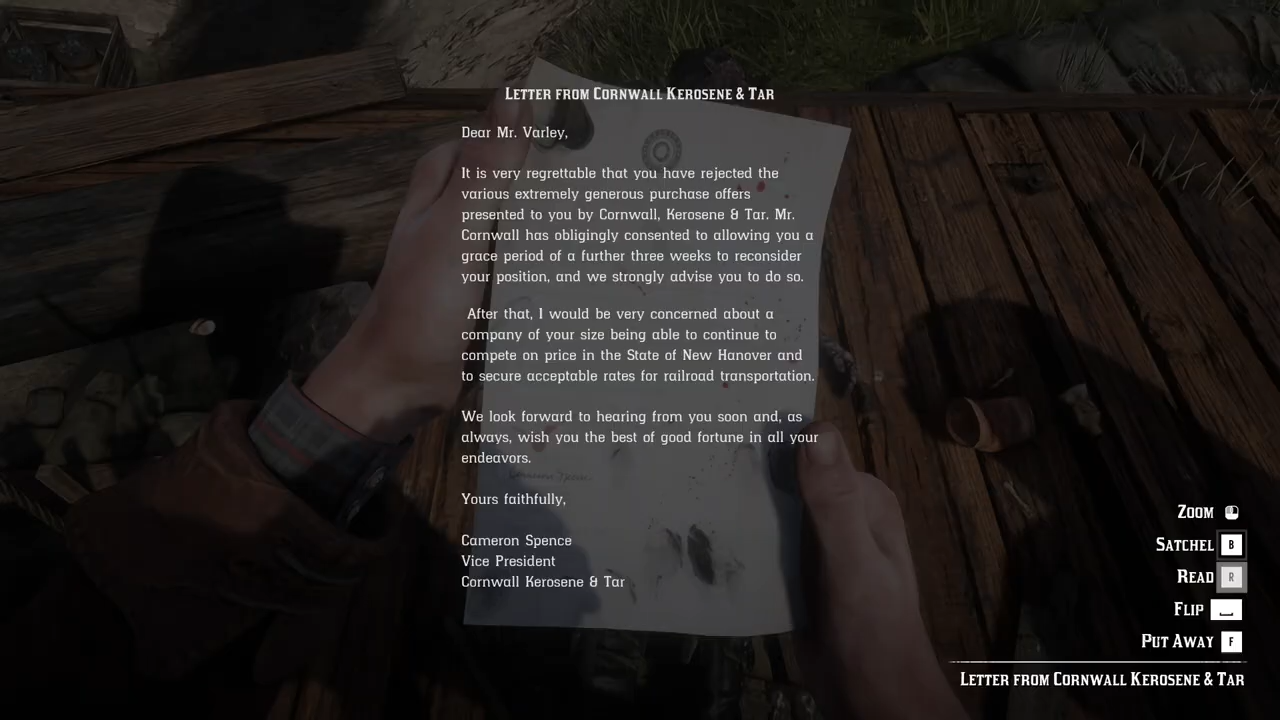 Letter from Cornwall Kerosene & Tar
Dear Mr. Varley,
It is very regrettable that you have rejected the
various extremely generous purchase offers
presented to you by Cornwall, Kerosene & Tar. Mr.
Cornwall has obligingly consented to allowing you a
grace period of a further three weeks to reconsider
your position, and we strongly advise you to do so.
After that, I would be very concerned about a
company of your size being able to continue to
compete on price in the State of New Hanover and
to secure acceptable rates for railroad transportation.
We look forward to hearing from you soon and, as
always, wish you the best of good fortune in all your
endeavors.
Yours faithfully,
Cameron Spence
Vice President
Cornwall Kerosene & Tar
Zoom
Satchel B
Read R
Flip
Put Away F
Letter from Cornwall Kerosene & Tar